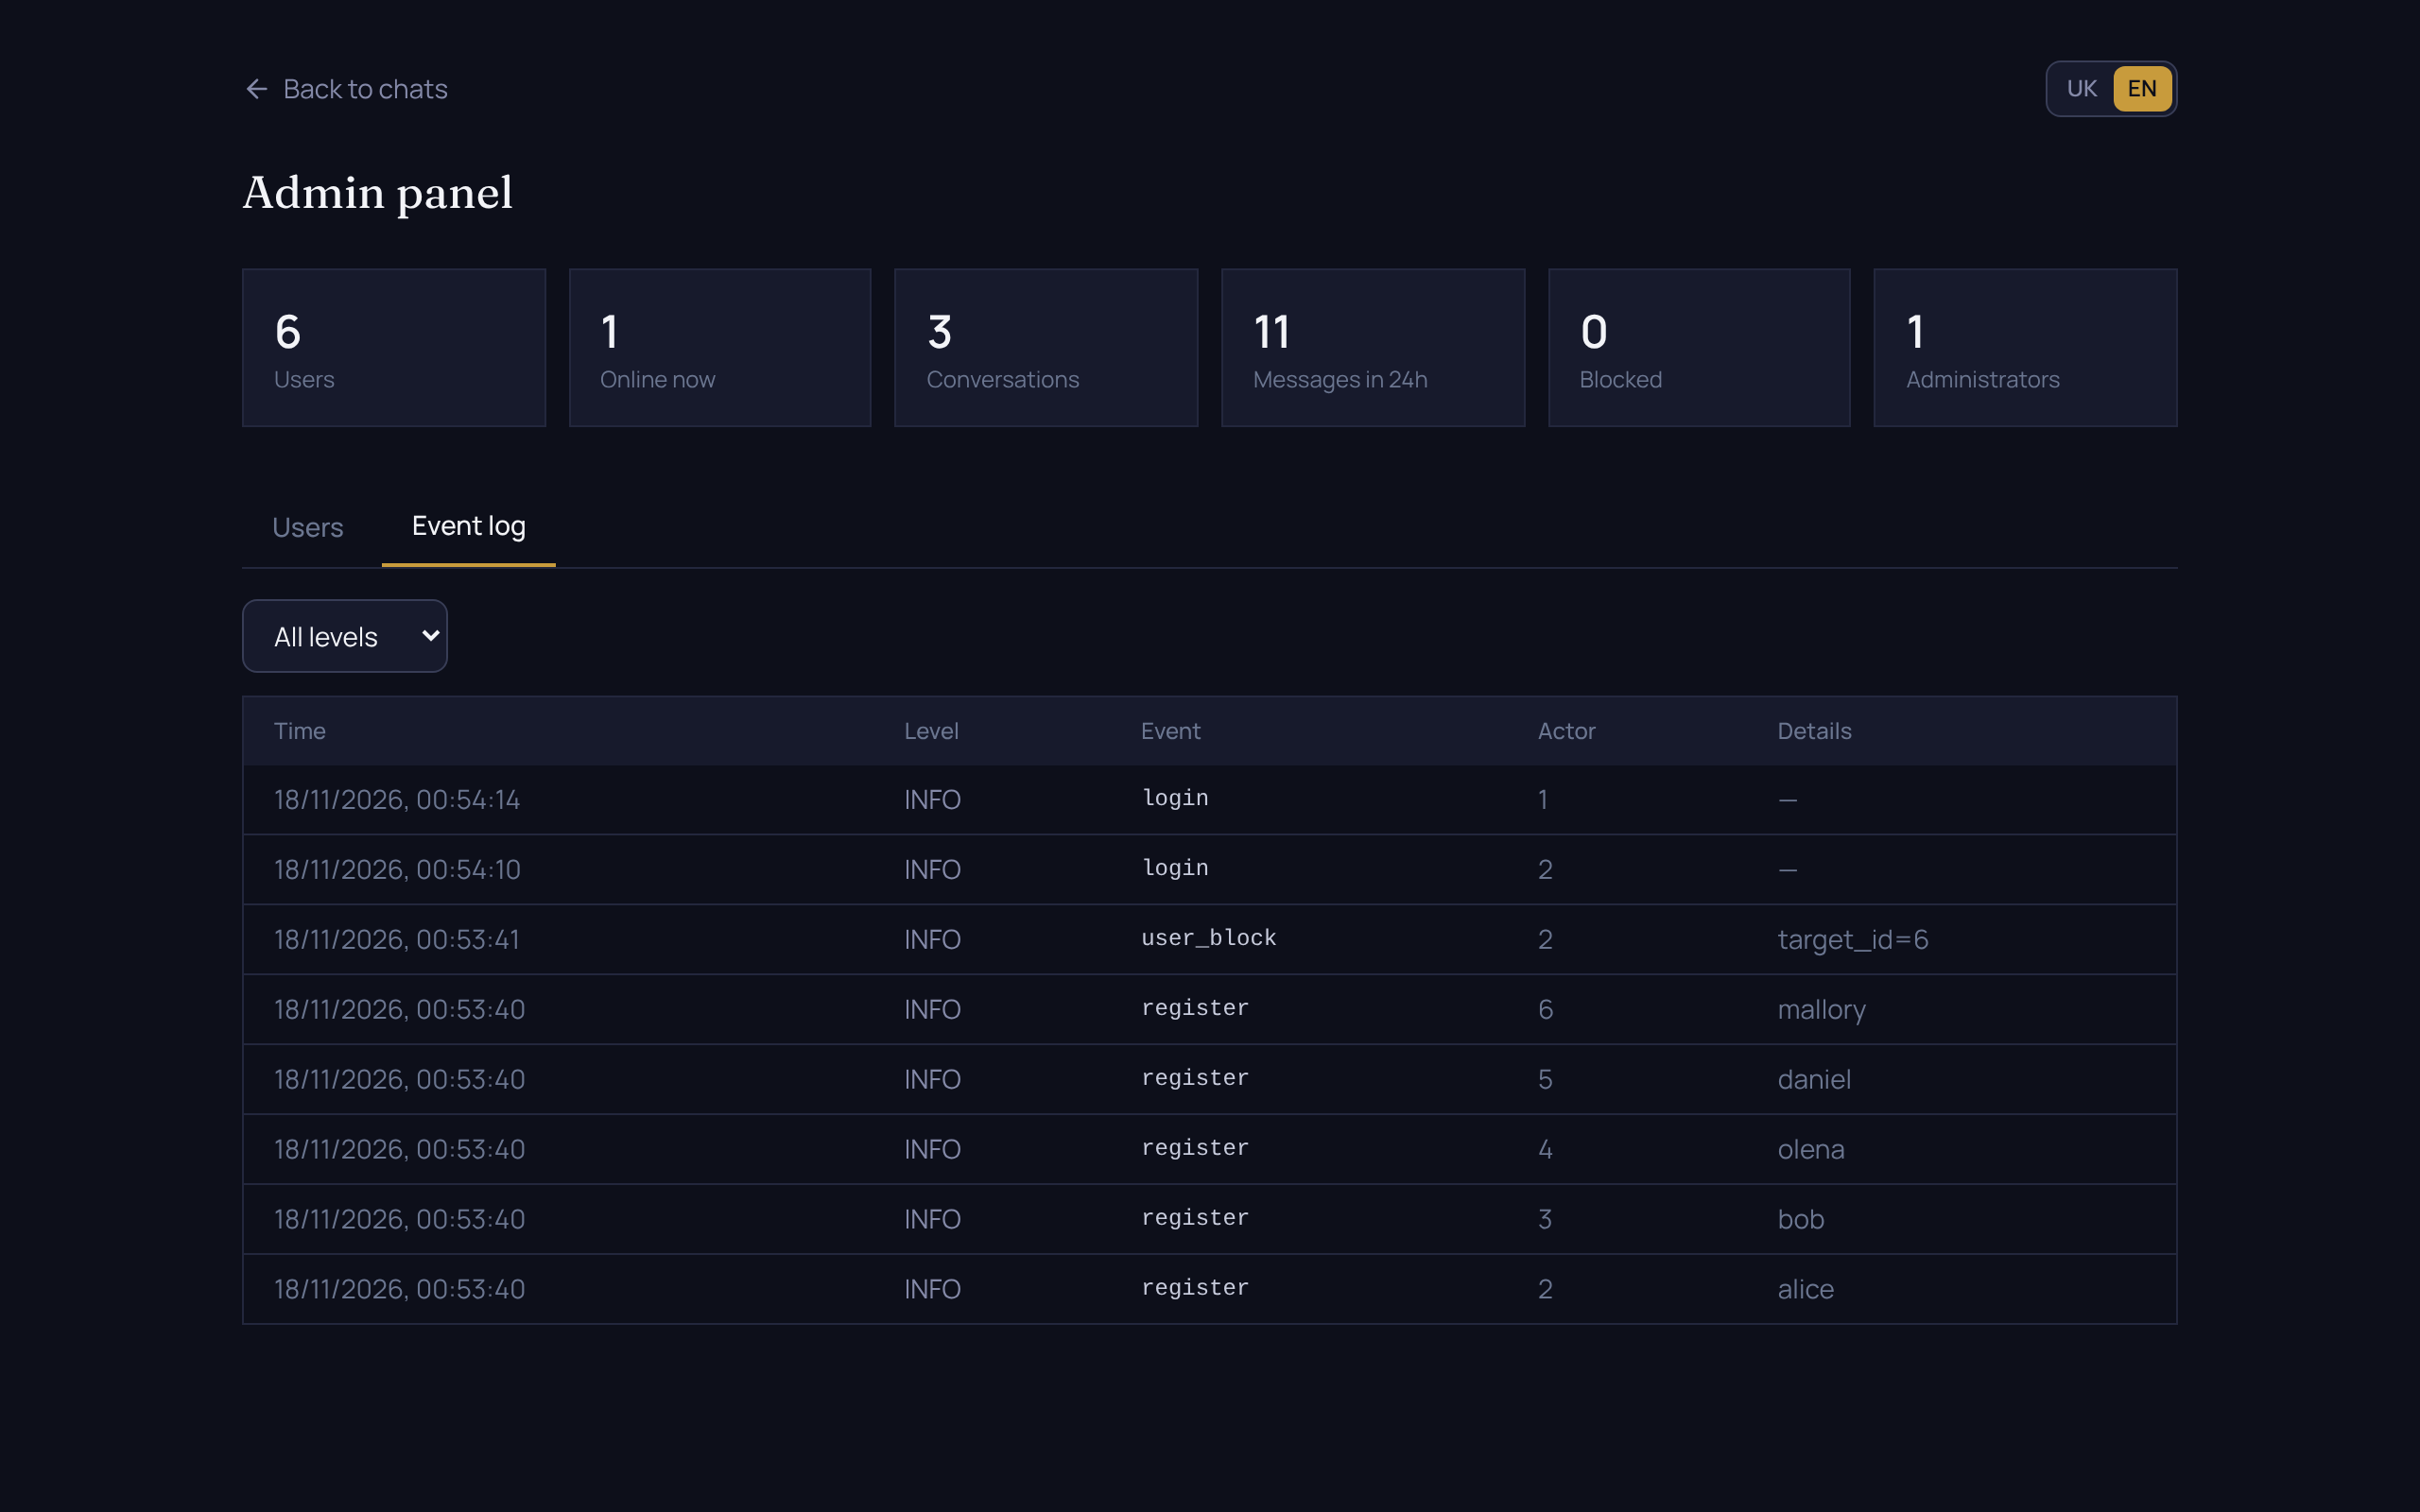 Back to chats
UK EN
Admin panel
6
Users
1
Online now
3
Conversations
11
Messages in 24h
0
Blocked
1
Administrators
Users Event log
All levels
Time Level Event Actor Details
18/11/2026, 00:54:14 INFO login 1 —
18/11/2026, 00:54:10 INFO login 2 —
18/11/2026, 00:53:41 INFO user_block 2 target_id=6
18/11/2026, 00:53:40 INFO register 6 mallory
18/11/2026, 00:53:40 INFO register 5 daniel
18/11/2026, 00:53:40 INFO register 4 olena
18/11/2026, 00:53:40 INFO register 3 bob
18/11/2026, 00:53:40 INFO register 2 alice